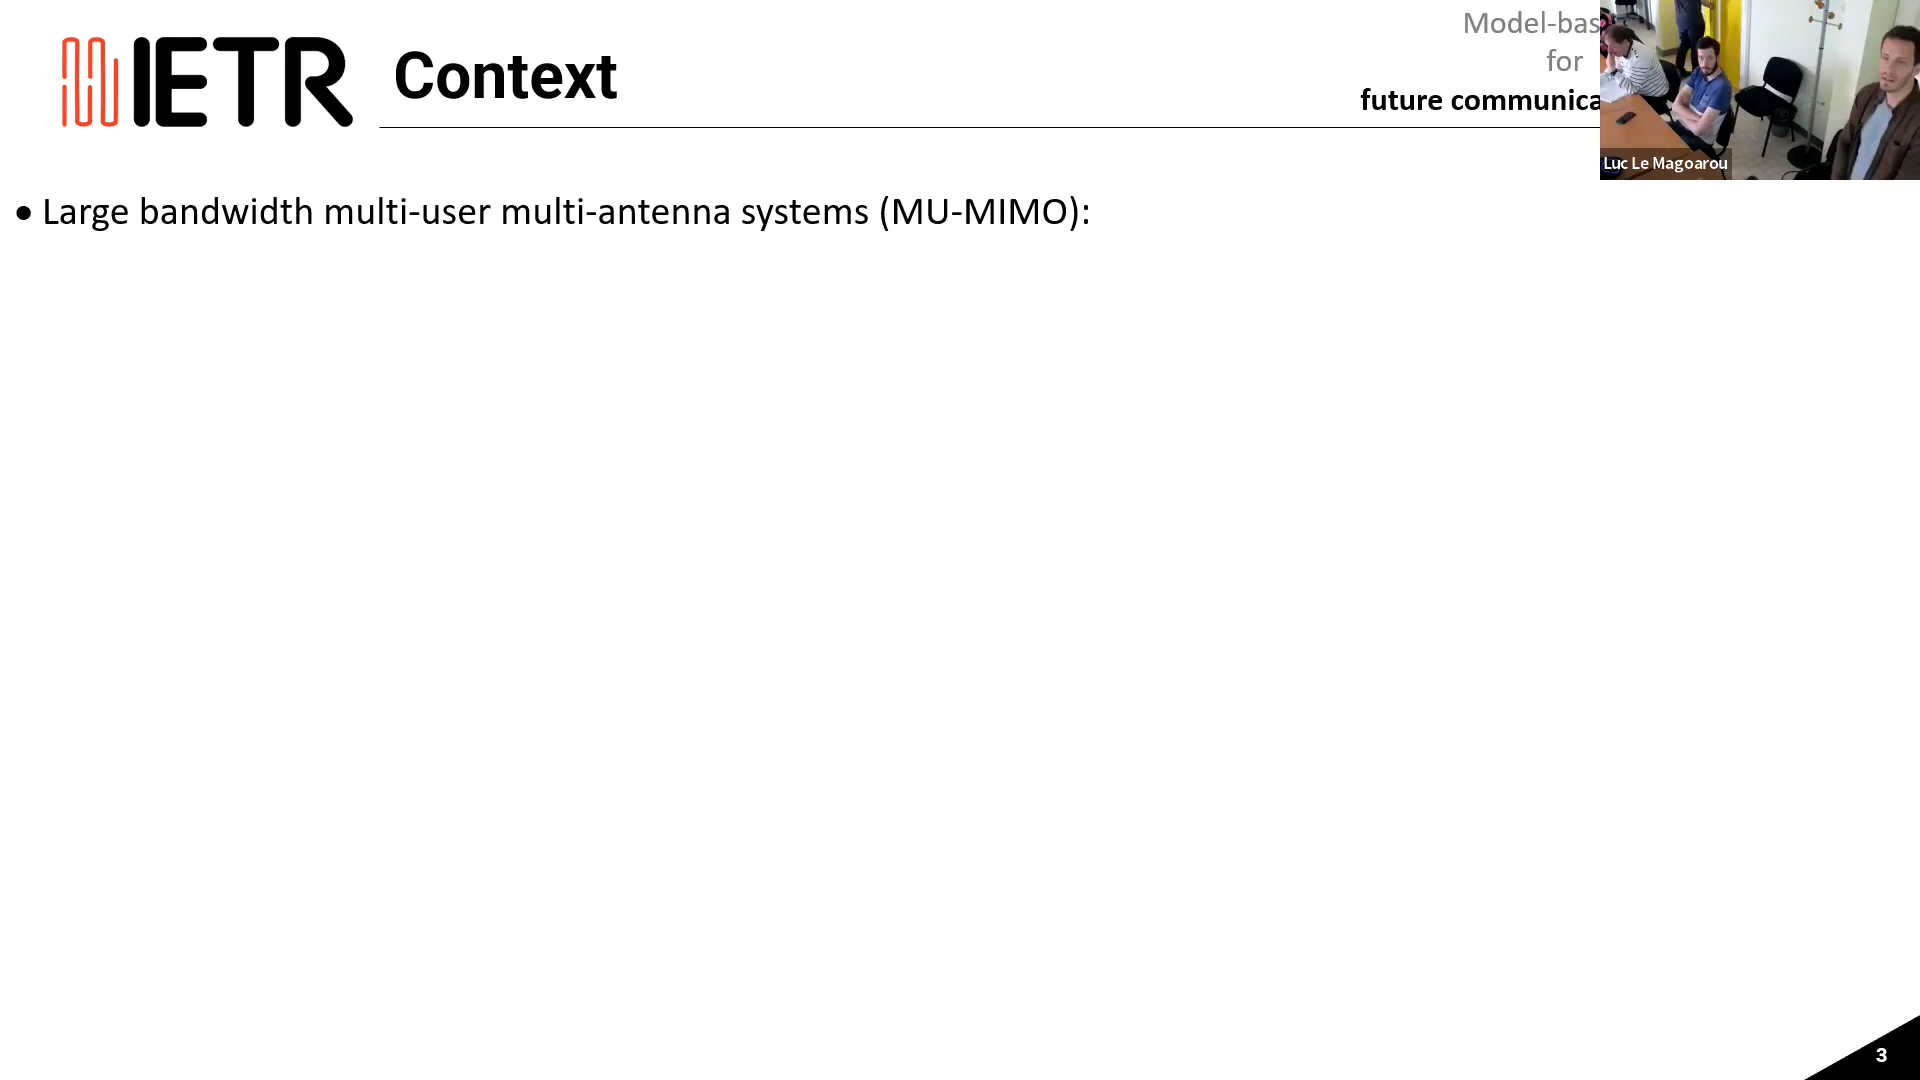 IETR
Context
Model-bas
for
future communica
Luc Le Magoarou
• Large bandwidth multi-user multi-antenna systems (MU-MIMO):
3